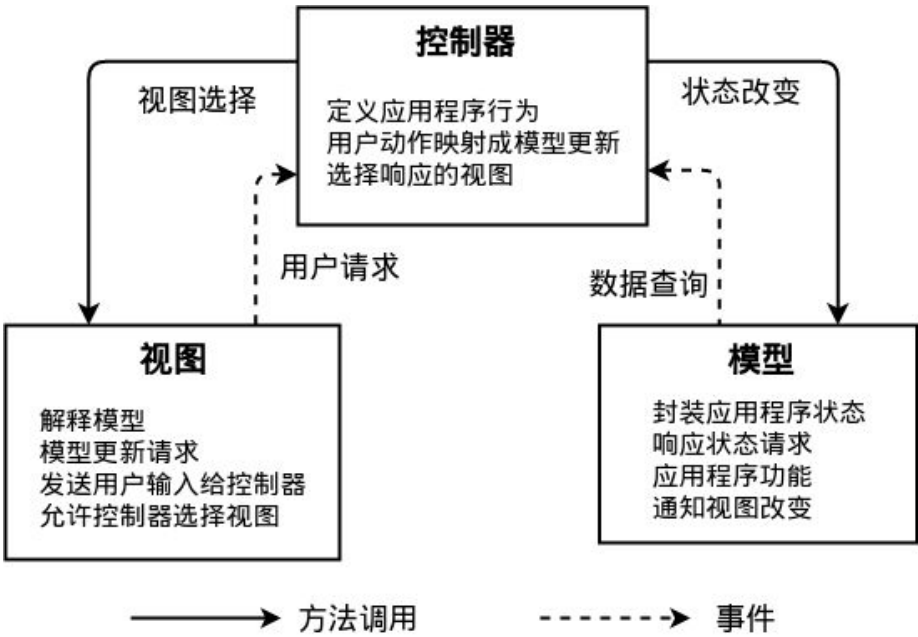 控制器
定义应用程序行为
用户动作映射成模型更新
选择响应的视图
视图选择
状态改变
用户请求
数据查询
视图
解释模型
模型更新请求
发送用户输入给控制器
允许控制器选择视图
模型
封装应用程序状态
响应状态请求
应用程序功能
通知视图改变
方法调用
事件